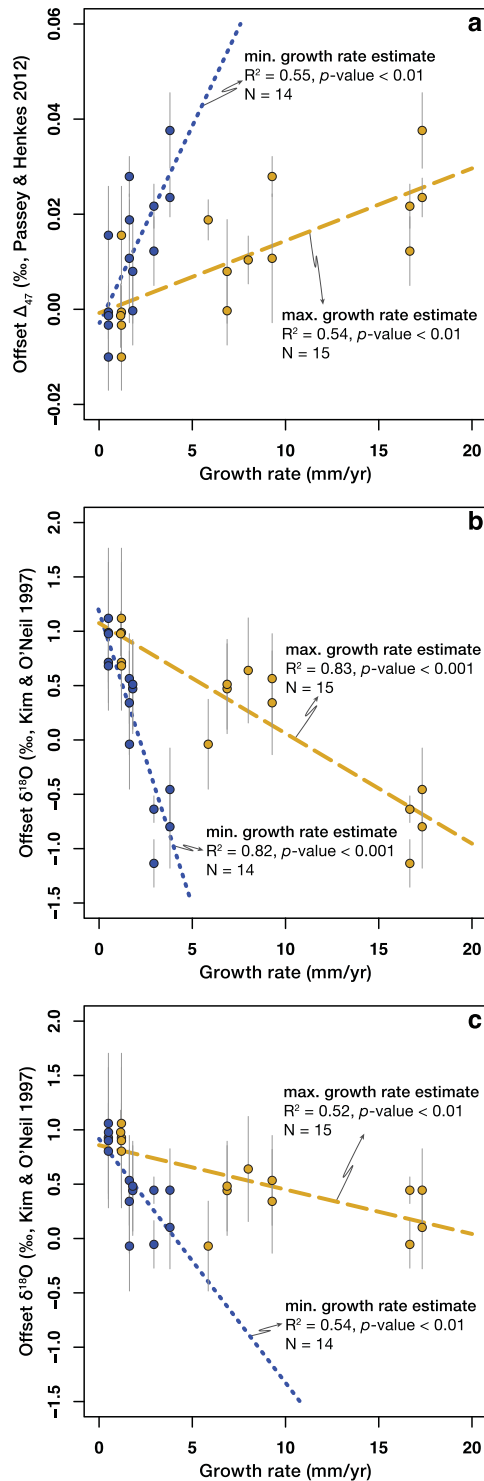 a
0.06
0.04
0.02
0.00
−0.02
Offset Δ47 (‰, Passey & Henkes 2012)
min. growth rate estimate
R² = 0.55, p-value < 0.01
N = 14
max. growth rate estimate
R² = 0.54, p-value < 0.01
N = 15
0 5 10 15 20
Growth rate (mm/yr)
b
2.0
1.5
1.0
0.5
0.0
−0.5
−1.0
−1.5
Offset δ¹⁸O (‰, Kim & O'Neil 1997)
max. growth rate estimate
R² = 0.83, p-value < 0.001
N = 15
min. growth rate estimate
R² = 0.82, p-value < 0.001
N = 14
0 5 10 15 20
Growth rate (mm/yr)
c
2.0
1.5
1.0
0.5
0.0
−0.5
−1.0
−1.5
Offset δ¹⁸O (‰, Kim & O'Neil 1997)
max. growth rate estimate
R² = 0.52, p-value < 0.01
N = 15
min. growth rate estimate
R² = 0.54, p-value < 0.01
N = 14
0 5 10 15 20
Growth rate (mm/yr)